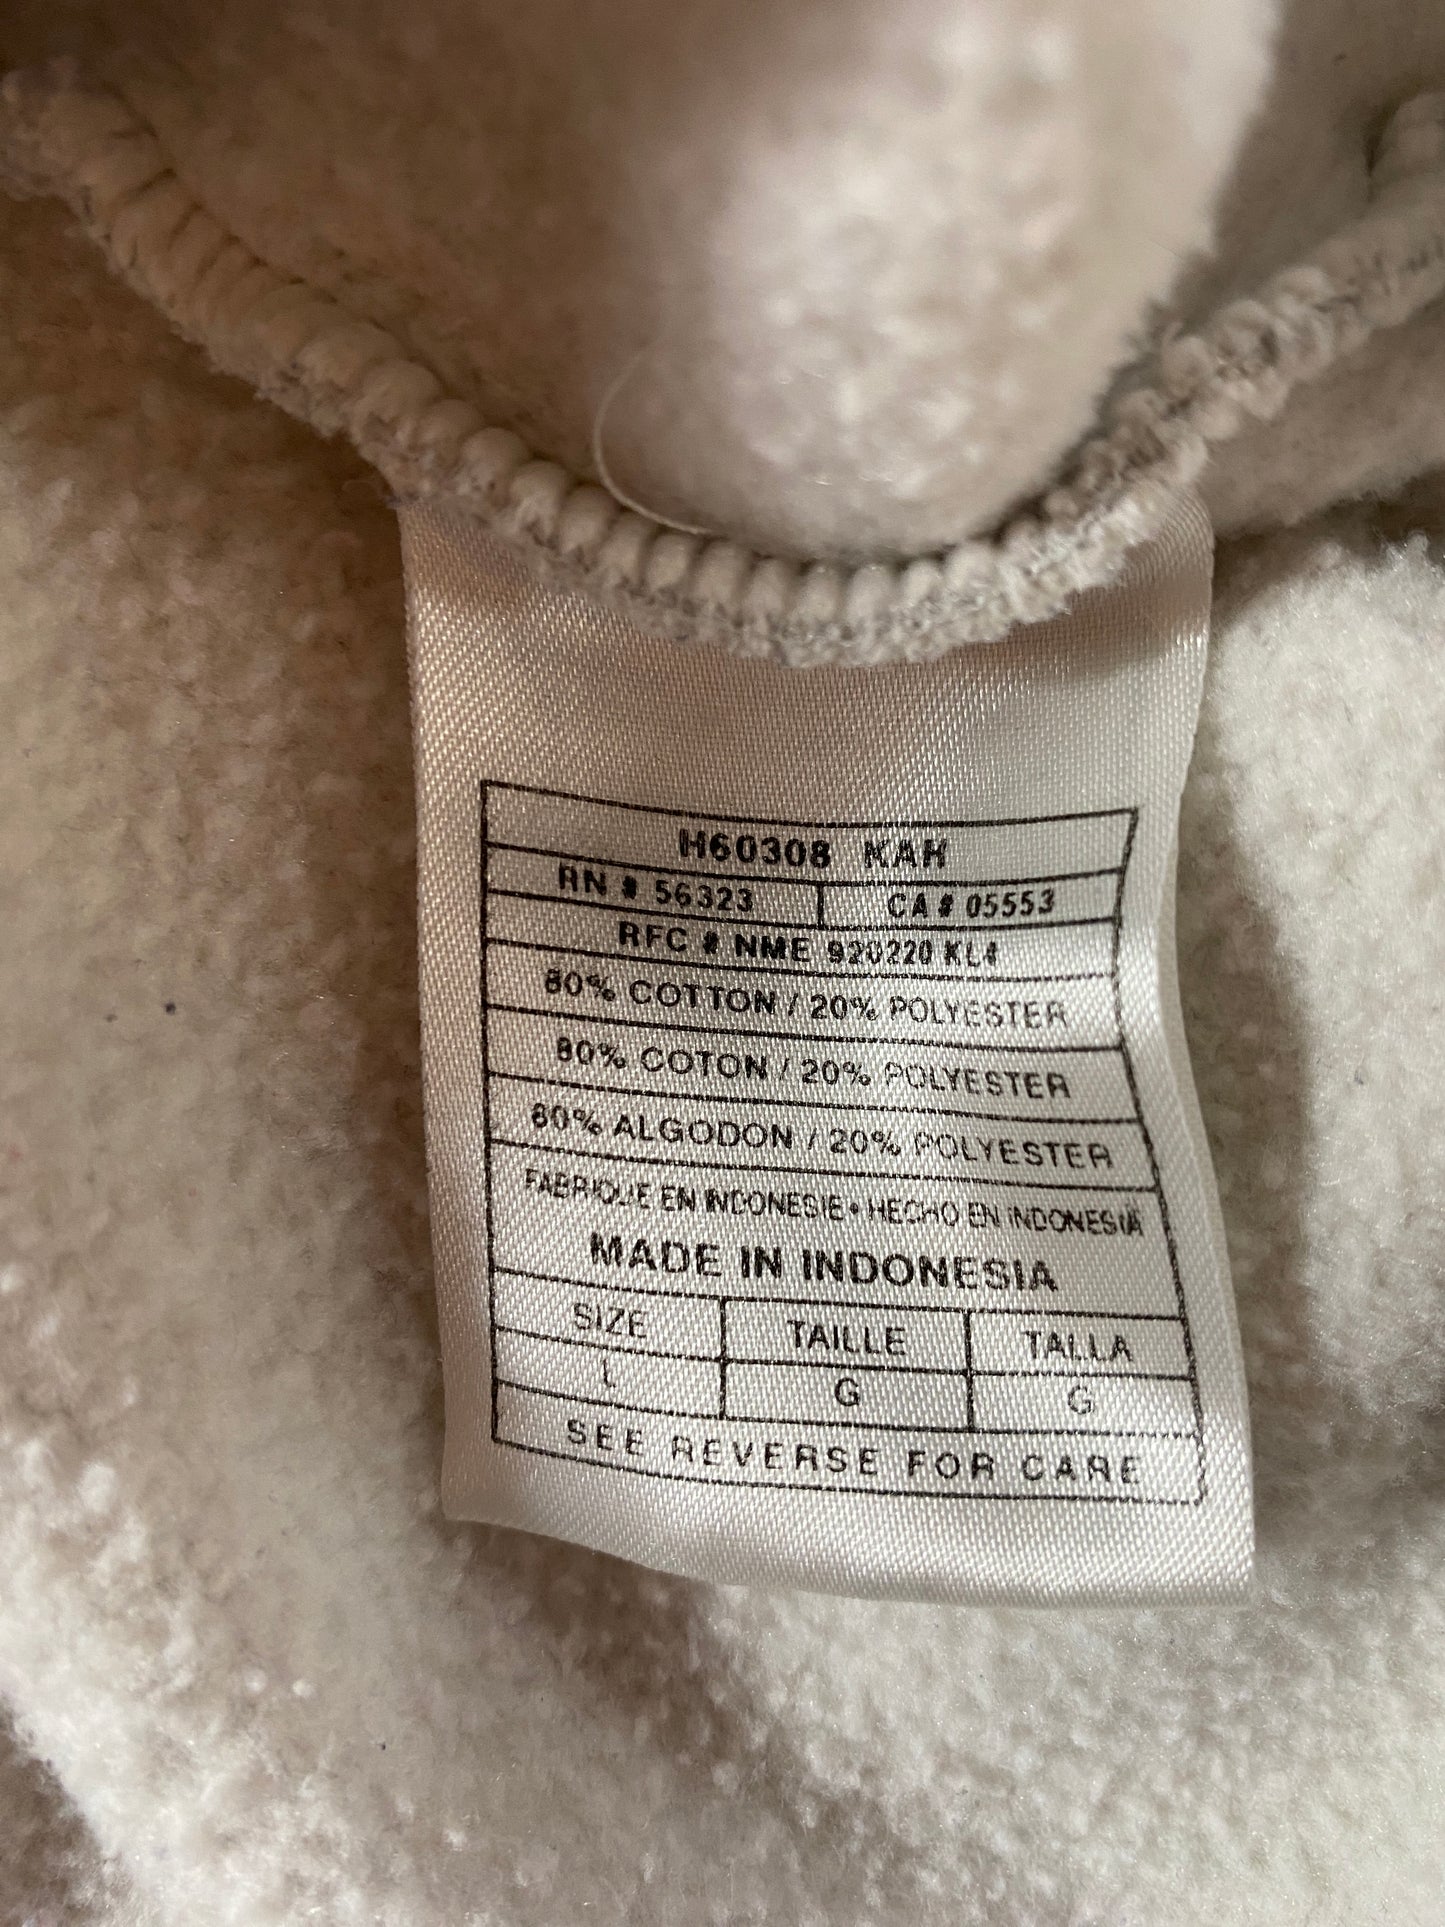 H60308 KAH
RN # 56323 CA # 05553
RFC # NME 920220 KL4
80% COTTON / 20% POLYESTER
80% COTON / 20% POLYESTER
80% ALGODON / 20% POLYESTER
FABRIQUE EN INDONESIE • HECHO EN INDONESIA
MADE IN INDONESIA
SIZE TAILLE TALLA
L G G
SEE REVERSE FOR CARE